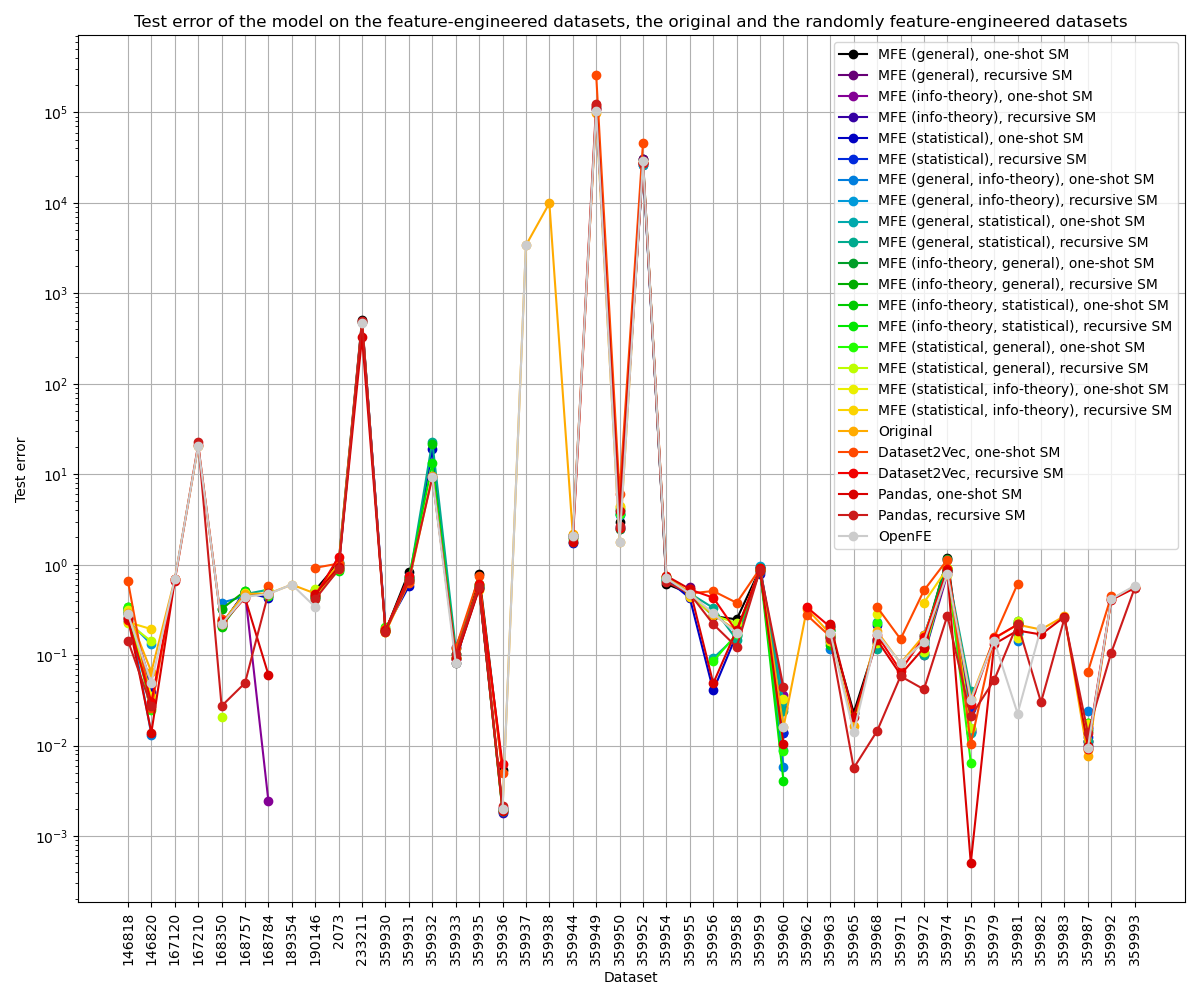 Test error of the model on the feature-engineered datasets, the original and the randomly feature-engineered datasets
MFE (general), one-shot SM
MFE (general), recursive SM
MFE (info-theory), one-shot SM
MFE (info-theory), recursive SM
MFE (statistical), one-shot SM
MFE (statistical), recursive SM
MFE (general, info-theory), one-shot SM
MFE (general, info-theory), recursive SM
MFE (general, statistical), one-shot SM
MFE (general, statistical), recursive SM
MFE (info-theory, general), one-shot SM
MFE (info-theory, general), recursive SM
MFE (info-theory, statistical), one-shot SM
MFE (info-theory, statistical), recursive SM
MFE (statistical, general), one-shot SM
MFE (statistical, general), recursive SM
MFE (statistical, info-theory), one-shot SM
MFE (statistical, info-theory), recursive SM
Original
Dataset2Vec, one-shot SM
Dataset2Vec, recursive SM
Pandas, one-shot SM
Pandas, recursive SM
OpenFE
Test error
10^5
10^4
10^3
10^2
10^1
10^0
10^-1
10^-2
10^-3
146818
146820
167120
167210
168350
168757
168784
189354
190146
2073
233211
359930
359931
359932
359933
359935
359936
359937
359938
359944
359949
359950
359952
359954
359955
359956
359958
359959
359960
359962
359963
359965
359968
359971
359972
359974
359975
359979
359981
359982
359983
359987
359992
359993
Dataset